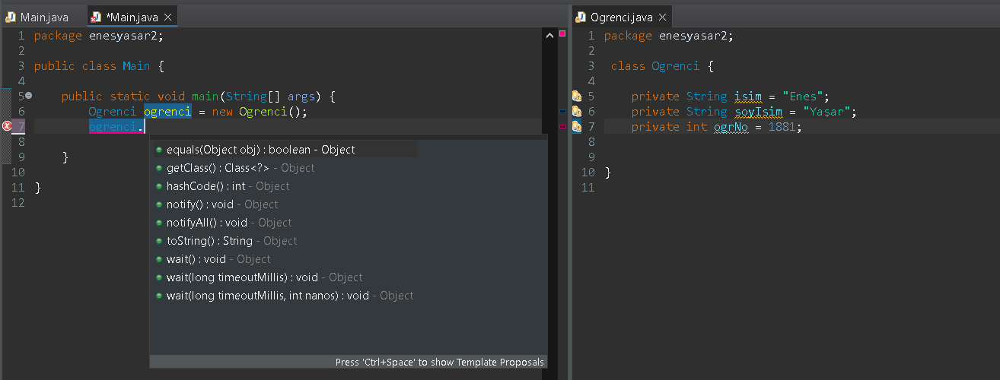 Main.java
*Main.java
1 package enesyasar2;
2
3 public class Main {
4
5 public static void main(String[] args) {
6 Ogrenci ogrenci = new Ogrenci();
7 ogrenci.
8
9 }
10
11 }
12
equals(Object obj) : boolean - Object
getClass() : Class<?> - Object
hashCode() : int - Object
notify() : void - Object
notifyAll() : void - Object
toString() : String - Object
wait() : void - Object
wait(long timeoutMillis) : void - Object
wait(long timeoutMillis, int nanos) : void - Object
Press 'Ctrl+Space' to show Template Proposals
Ogrenci.java
1 package enesyasar2;
2
3 class Ogrenci {
4
5 private String isim = "Enes";
6 private String soyIsim = "Yaşar";
7 private int ogrNo = 1881;
8
9
10 }
11